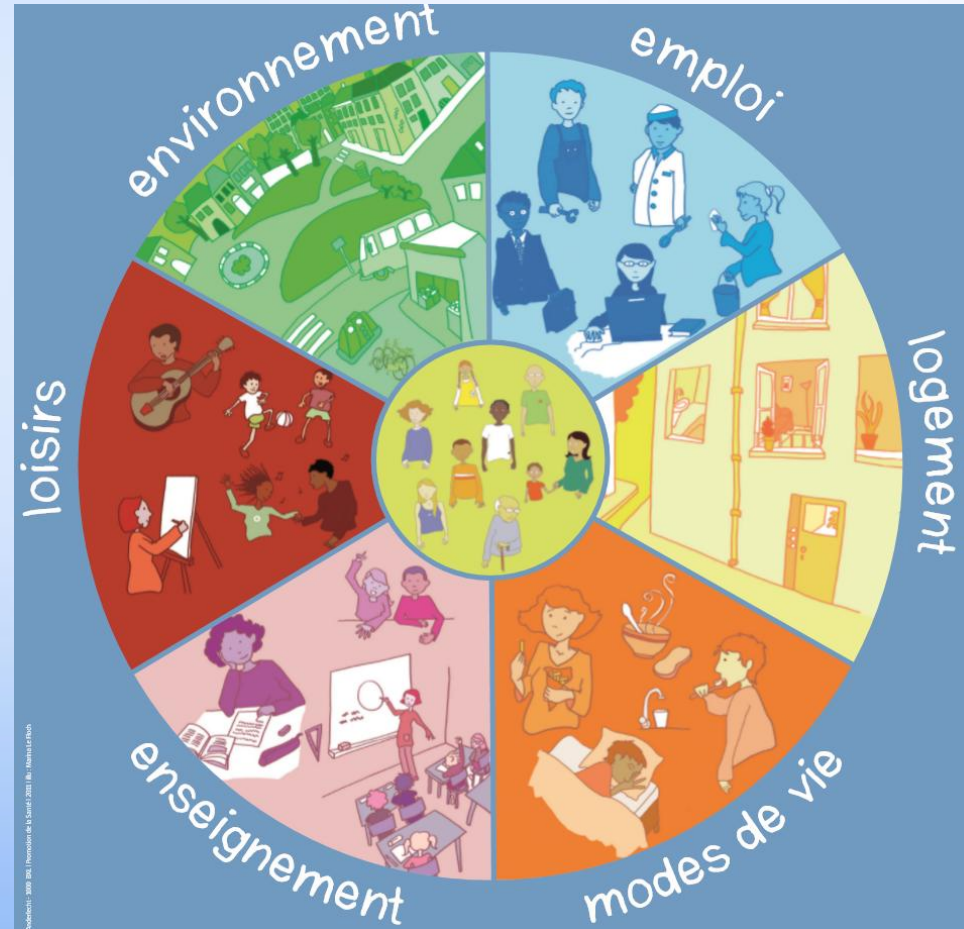 environnement
emploi
logement
modes de vie
enseignement
loisirs